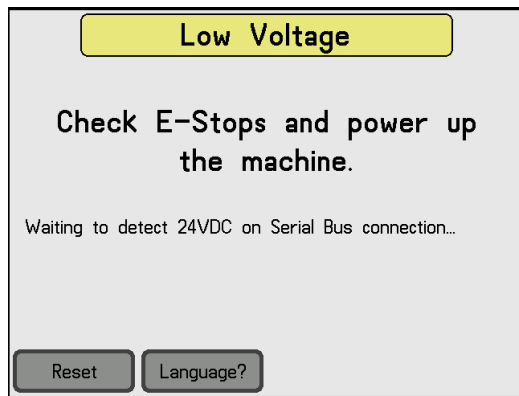 Low Voltage
Check E-Stops and power up
the machine.
Waiting to detect 24VDC on Serial Bus connection...
Reset
Language?